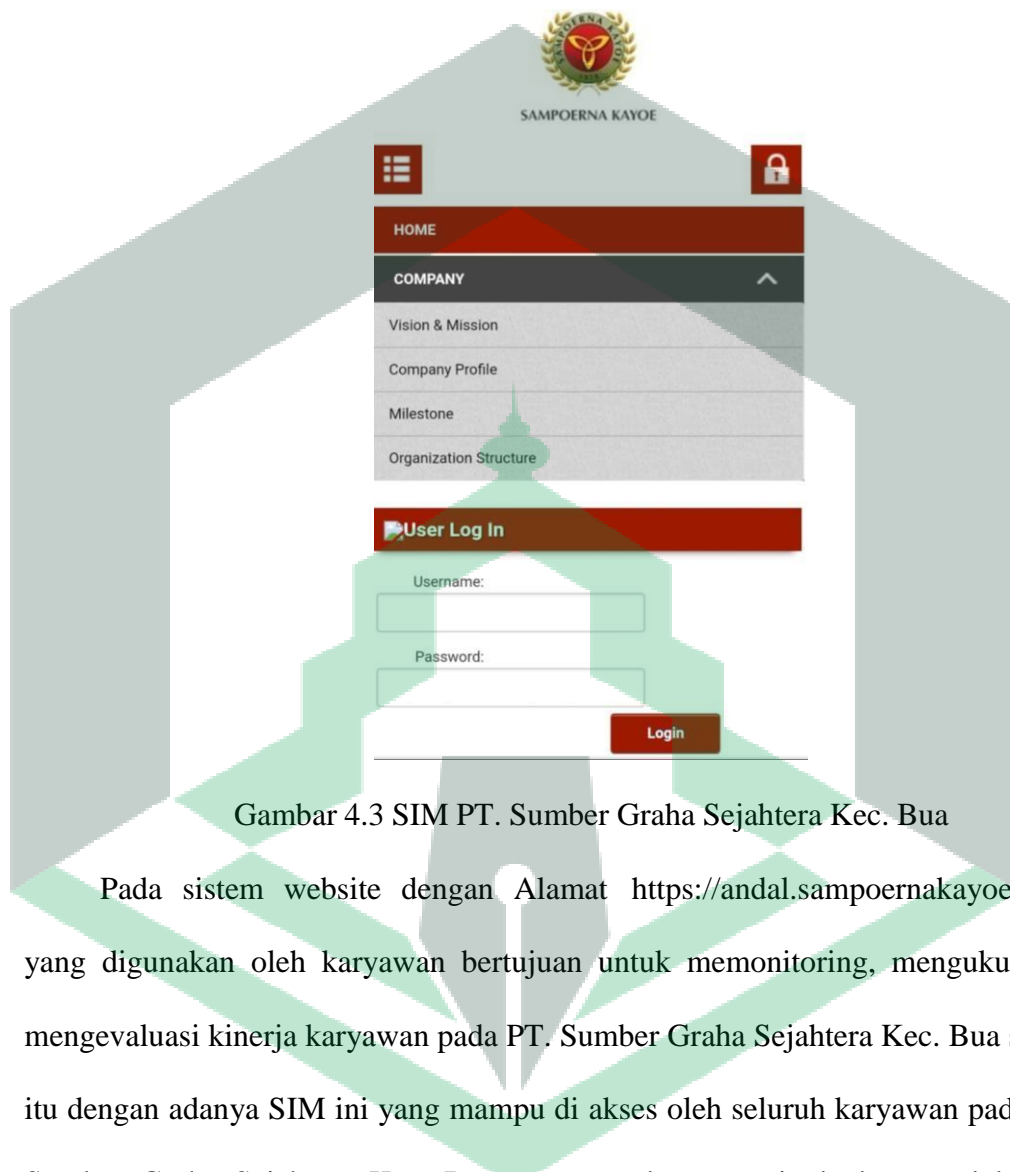 SAMPOERNA KAYOE
HOME
COMPANY
Vision & Mission
Company Profile
Milestone
Organization Structure
User Log In
Username:
Password:
Login
Gambar 4.3 SIM PT. Sumber Graha Sejahtera Kec. Bua
Pada sistem website dengan Alamat https://andal.sampoernakayoe
yang digunakan oleh karyawan bertujuan untuk memonitoring, menguku
mengevaluasi kinerja karyawan pada PT. Sumber Graha Sejahtera Kec. Bua s
itu dengan adanya SIM ini yang mampu di akses oleh seluruh karyawan pad